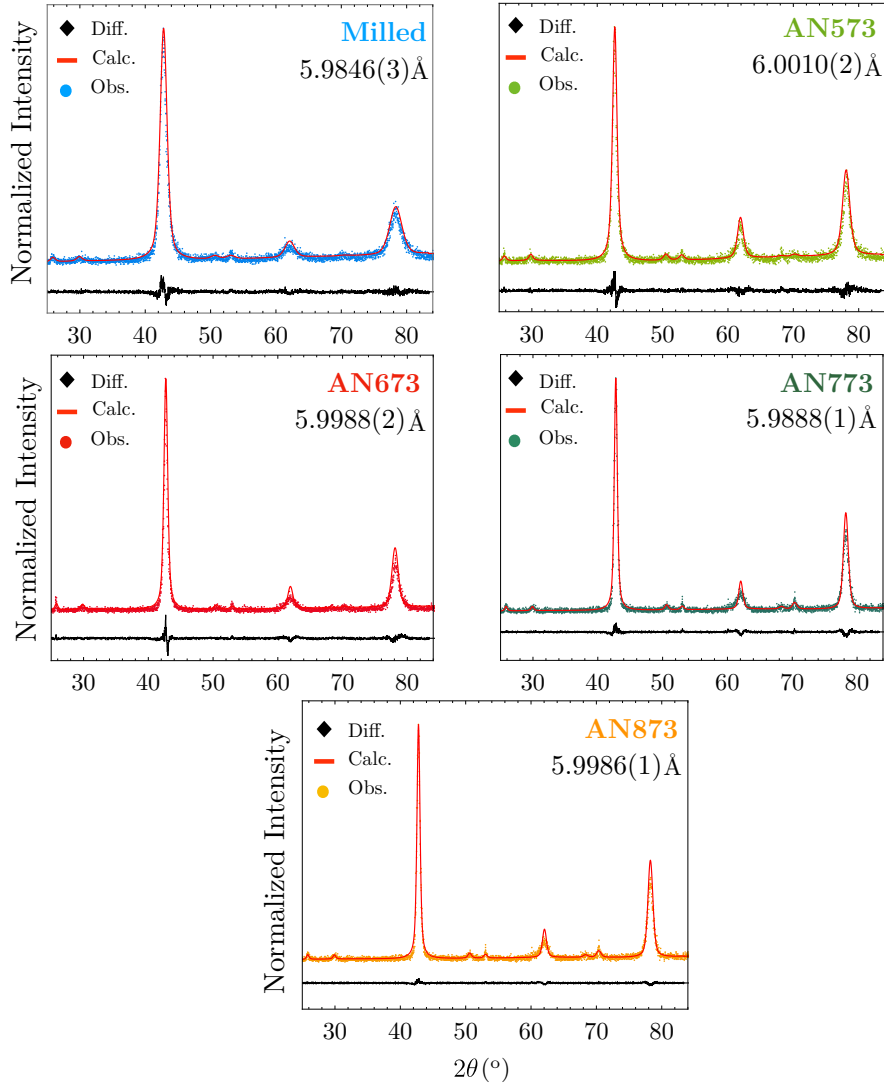 Diff.
Calc.
Obs.
Milled
5.9846(3)Å
Normalized Intensity
30 40 50 60 70 80
Diff.
Calc.
Obs.
AN573
6.0010(2)Å
30 40 50 60 70 80
Diff.
Calc.
Obs.
AN673
5.9988(2)Å
Normalized Intensity
30 40 50 60 70 80
Diff.
Calc.
Obs.
AN773
5.9888(1)Å
30 40 50 60 70 80
Diff.
Calc.
Obs.
AN873
5.9986(1)Å
Normalized Intensity
30 40 50 60 70 80
2θ(°)